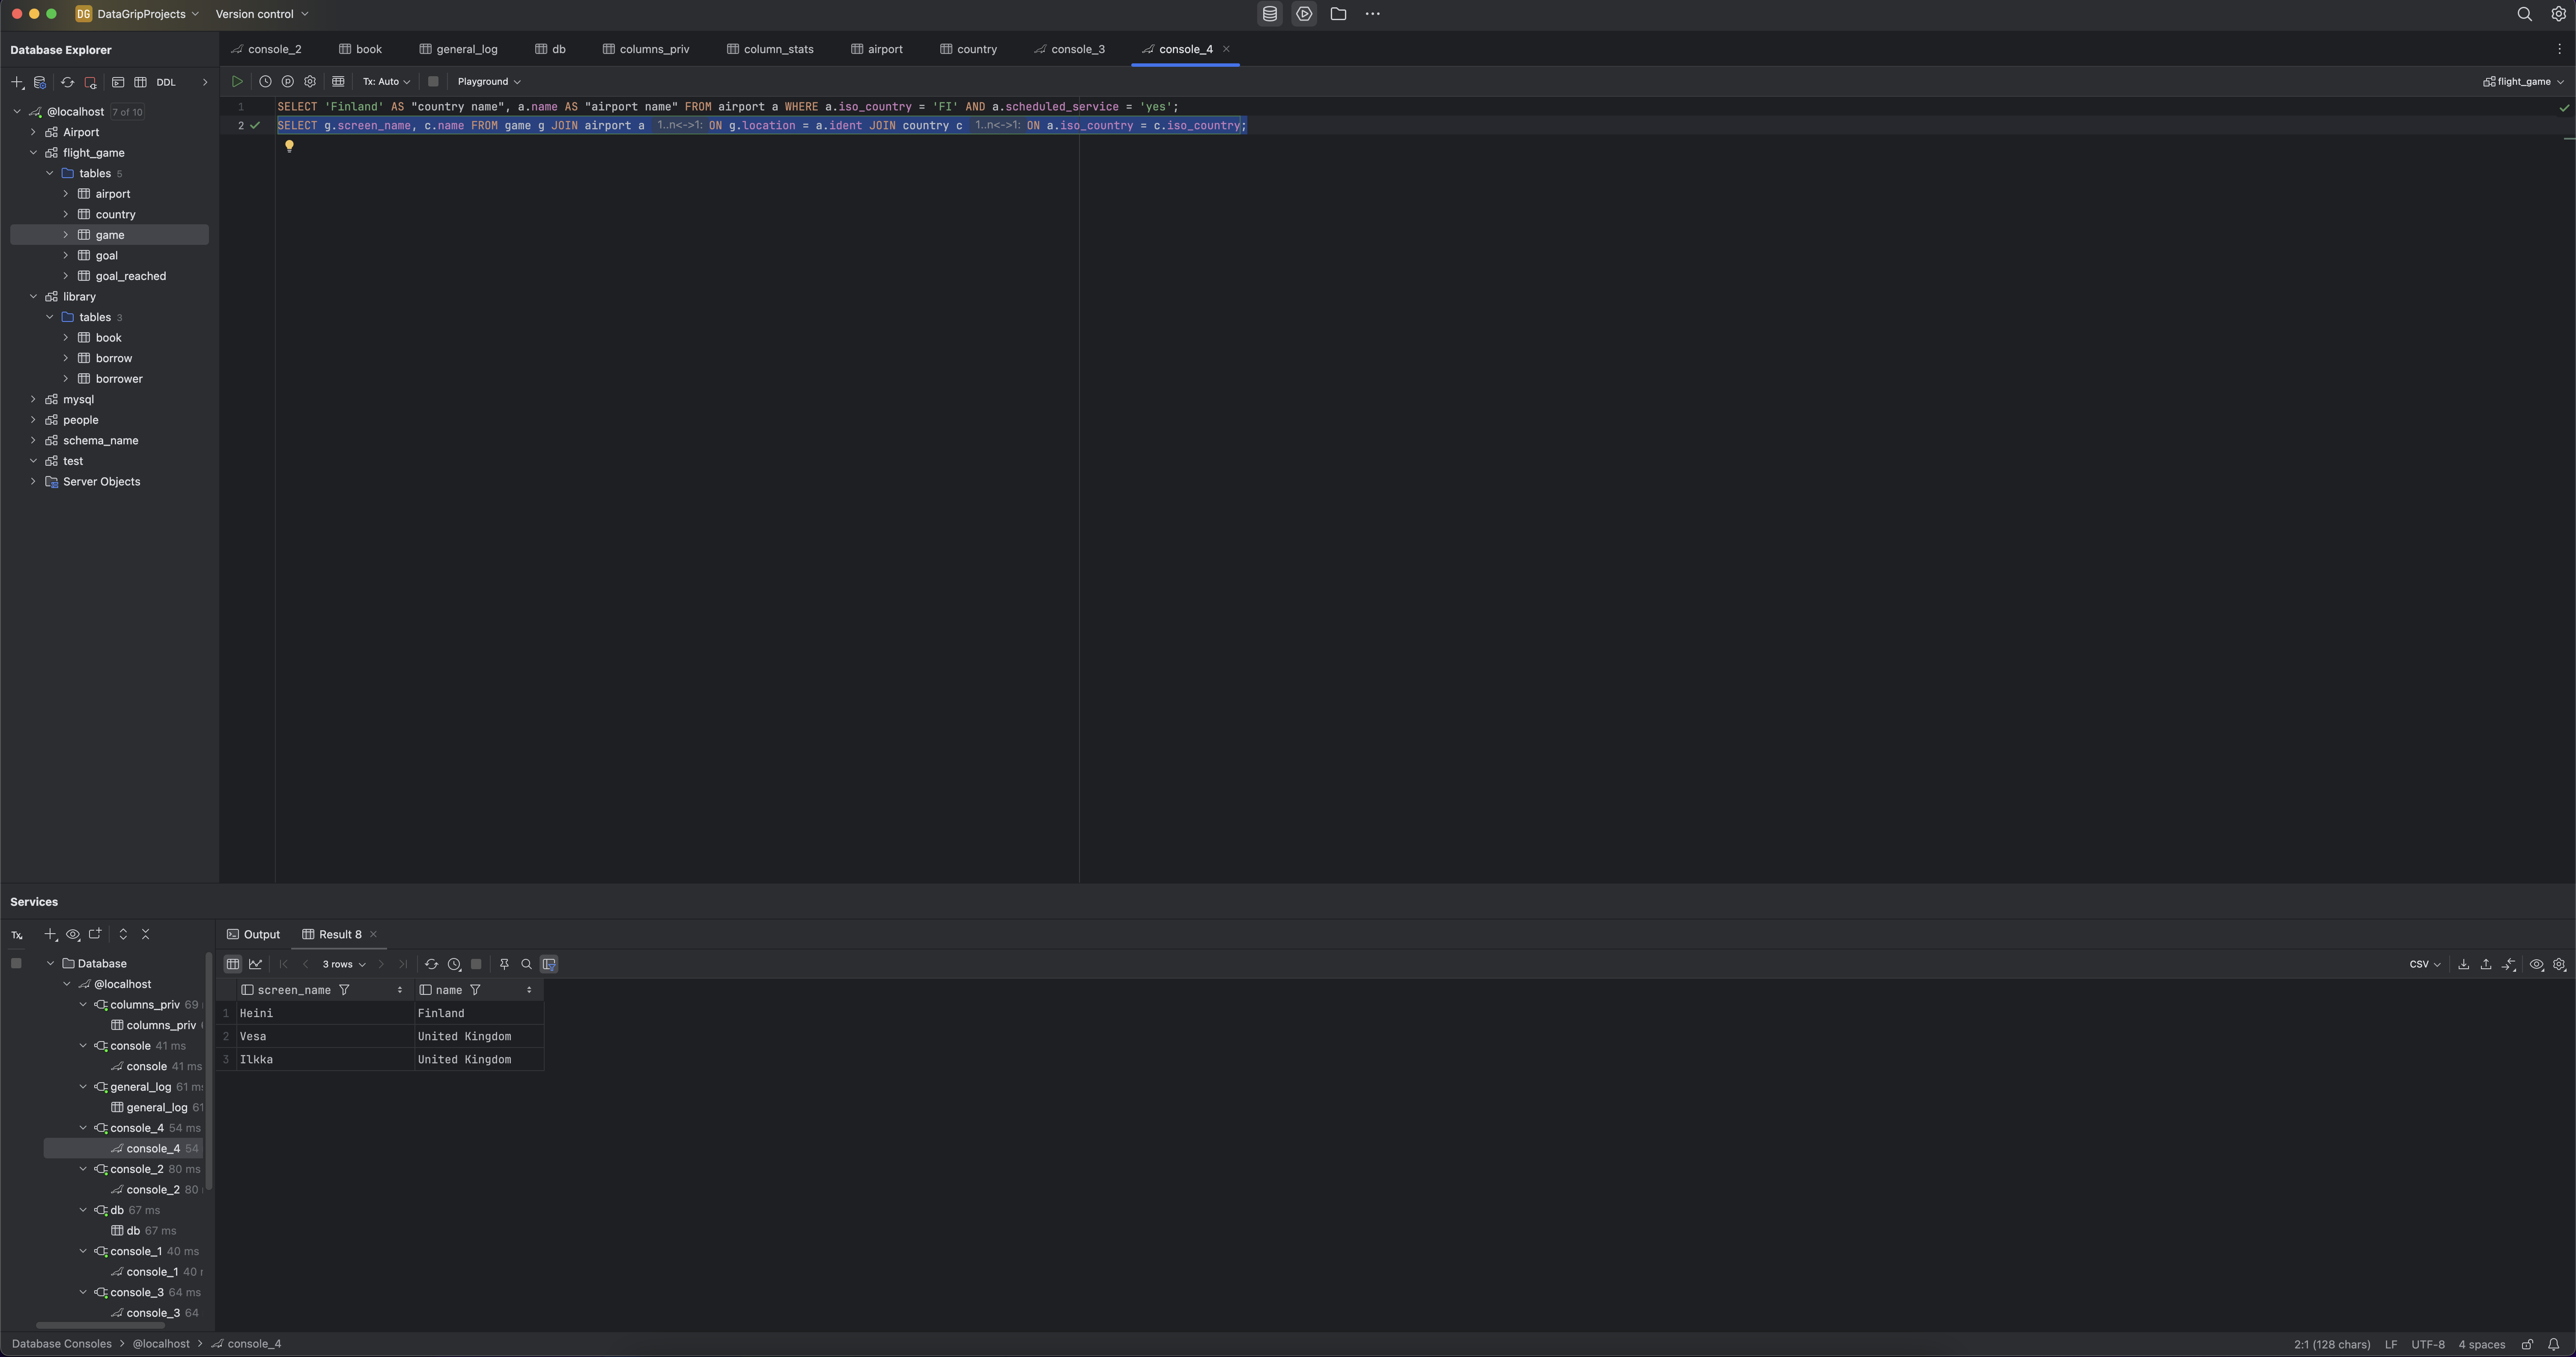 DG DataGripProjects Version control
Database Explorer
console_2 book general_log db columns_priv column_stats airport country console_3 console_4
DDL
Tx: Auto Playground flight_game
@localhost 7 of 10
Airport
flight_game
tables 5
airport
country
game
goal
goal_reached
library
tables 3
book
borrow
borrower
mysql
people
schema_name
test
Server Objects
1 SELECT 'Finland' AS "country name", a.name AS "airport name" FROM airport a WHERE a.iso_country = 'FI' AND a.scheduled_service = 'yes';
2 SELECT g.screen_name, c.name FROM game g JOIN airport a 1..n<->1: ON g.location = a.ident JOIN country c 1..n<->1: ON a.iso_country = c.iso_country;
Services
Tx
Database
@localhost
columns_priv 69
columns_priv
console 41 ms
console 41 ms
general_log 61 ms
general_log 61
console_4 54 ms
console_4 54
console_2 80 ms
console_2 80
db 67 ms
db 67 ms
console_1 40 ms
console_1 40
console_3 64 ms
console_3 64
Output Result 8
3 rows CSV
screen_name name
1 Heini Finland
2 Vesa United Kingdom
3 Ilkka United Kingdom
Database Consoles > @localhost > console_4 2:1 (128 chars) LF UTF-8 4 spaces